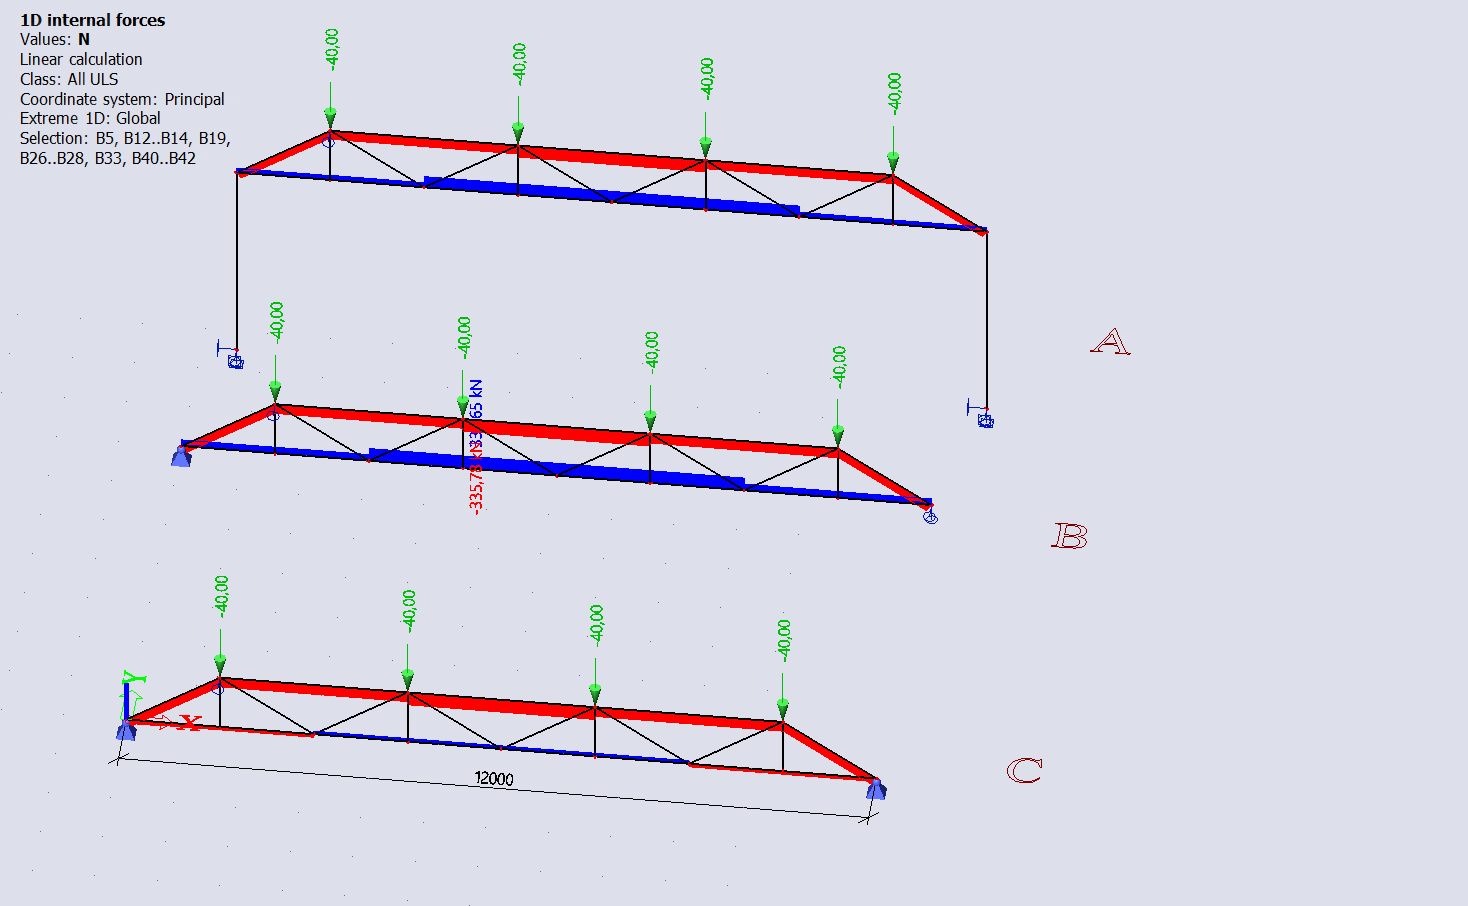 1D internal forces
Values: N
Linear calculation
Class: All ULS
Coordinate system: Principal
Extreme 1D: Global
Selection: B5, B12..B14, B19,
B26..B28, B33, B40..B42
-40,00
-40,00
-40,00
-40,00
A
-40,00
-40,00
-40,00
-40,00
-335,78 kN
B
-40,00
-40,00
-40,00
-40,00
Y
X
12000
C